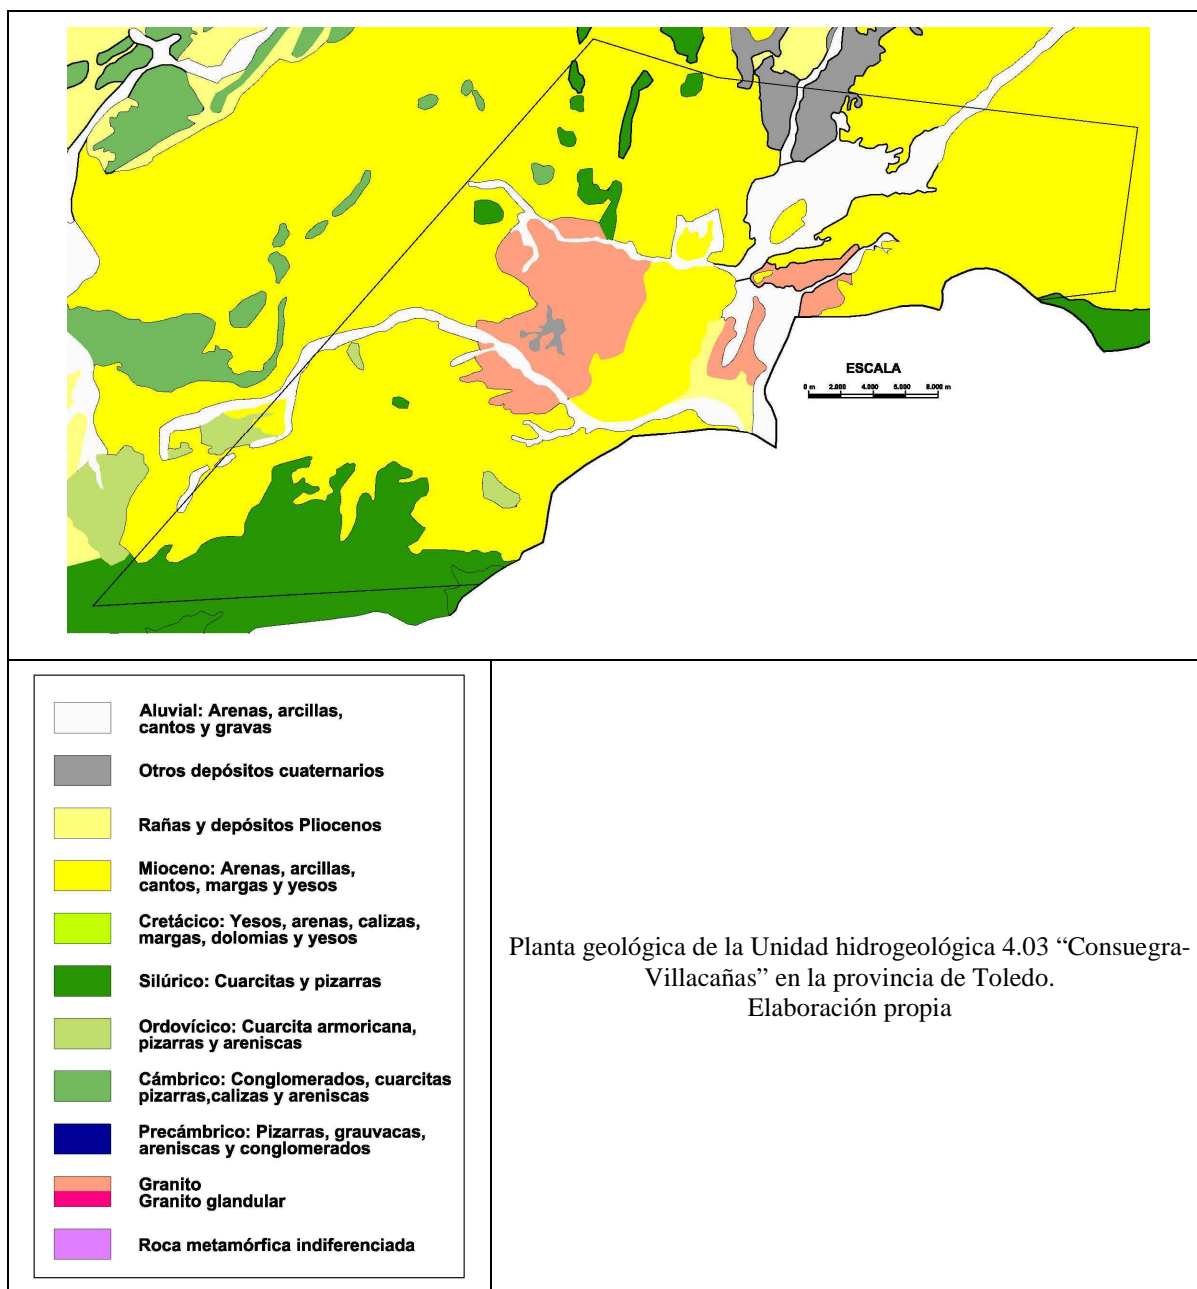 ESCALA
0 m 2.000 4.000 6.000 8.000 m
Aluvial: Arenas, arcillas,
cantos y gravas
Otros depósitos cuaternarios
Rañas y depósitos Pliocenos
Mioceno: Arenas, arcillas,
cantos, margas y yesos
Cretácico: Yesos, arenas, calizas,
margas, dolomias y yesos
Silúrico: Cuarcitas y pizarras
Ordovícico: Cuarcita armoricana,
pizarras y areniscas
Cámbrico: Conglomerados, cuarcitas
pizarras,calizas y areniscas
Precámbrico: Pizarras, grauvacas,
areniscas y conglomerados
Granito
Granito glandular
Roca metamórfica indiferenciada
Planta geológica de la Unidad hidrogeológica 4.03 “Consuegra-
Villacañas” en la provincia de Toledo.
Elaboración propia